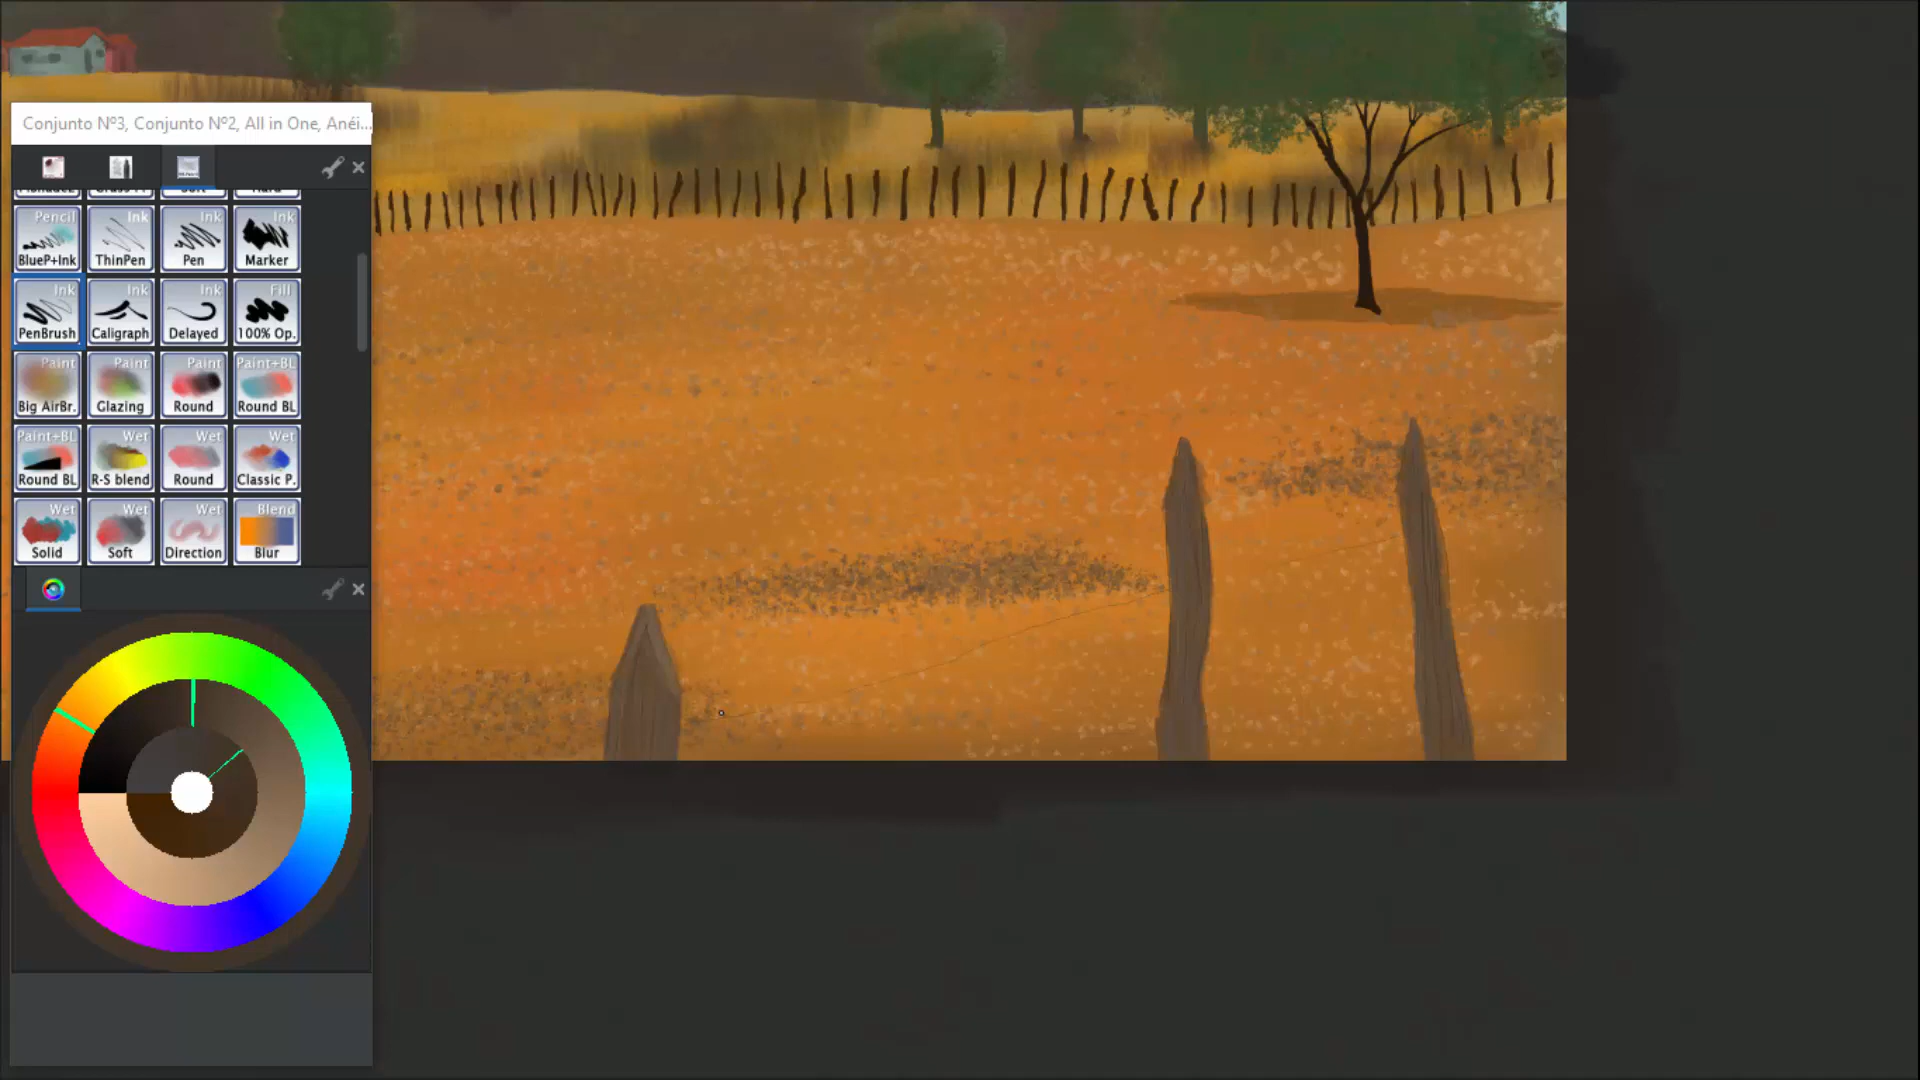 Conjunto Nº3, Conjunto Nº2, All in One, Anéi...
Pencil Ink Ink Ink
BlueP+Ink ThinPen Pen Marker
Ink Ink Ink Fill
PenBrush Caligraph Delayed 100% Op.
Paint Paint Paint Paint+BL
Big AirBr. Glazing Round Round BL
Paint+BL Wet Wet Wet
Round BL R-S blend Round Classic P.
Wet Wet Wet Blend
Solid Soft Direction Blur